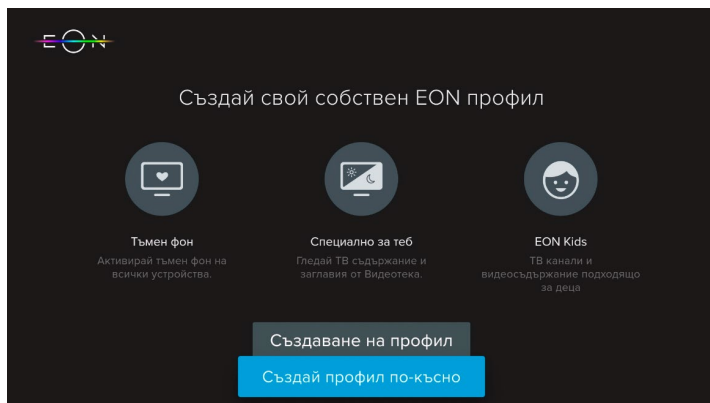 EON
Създай свой собствен EON профил
Тъмен фон
Активирай тъмен фон на
всички устройства.
Специално за теб
Гледай ТВ съдържание и
заглавия от Видеотека.
EON Kids
ТВ канали и
видеосъдържание подходящо
за деца
Създаване на профил
Създай профил по-късно